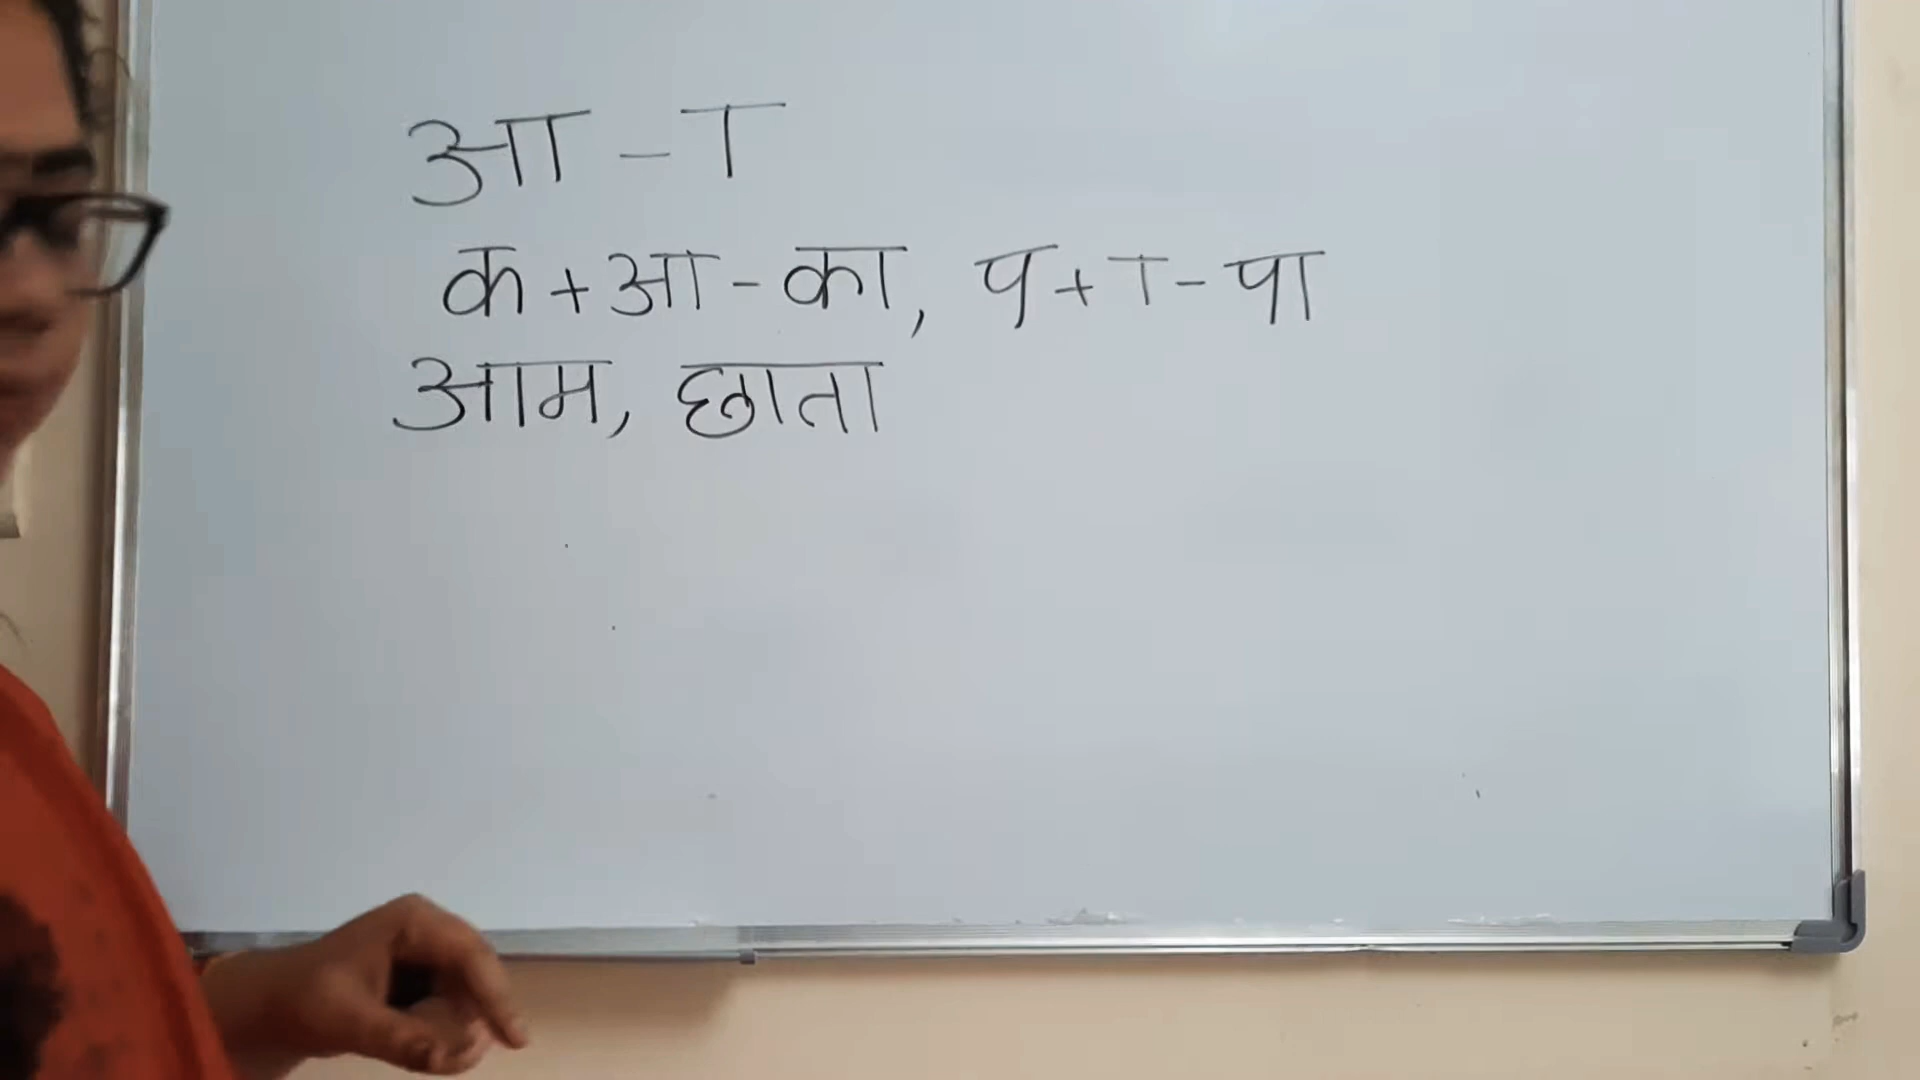 आ - ा
क + आ - का, प + ा - पा
आम, छाता